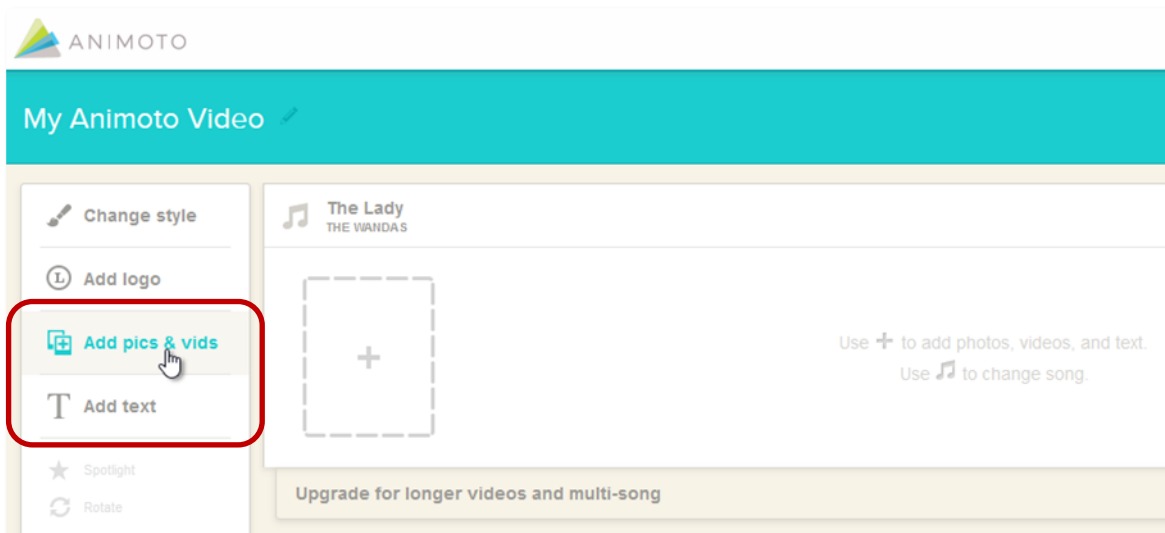 ANIMOTO
My Animoto Video
Change style
L Add logo
Add pics & vids
T Add text
Spotlight
Rotate
The Lady
THE WANDAS
+
Use + to add photos, videos, and text.
Use to change song.
Upgrade for longer videos and multi-song